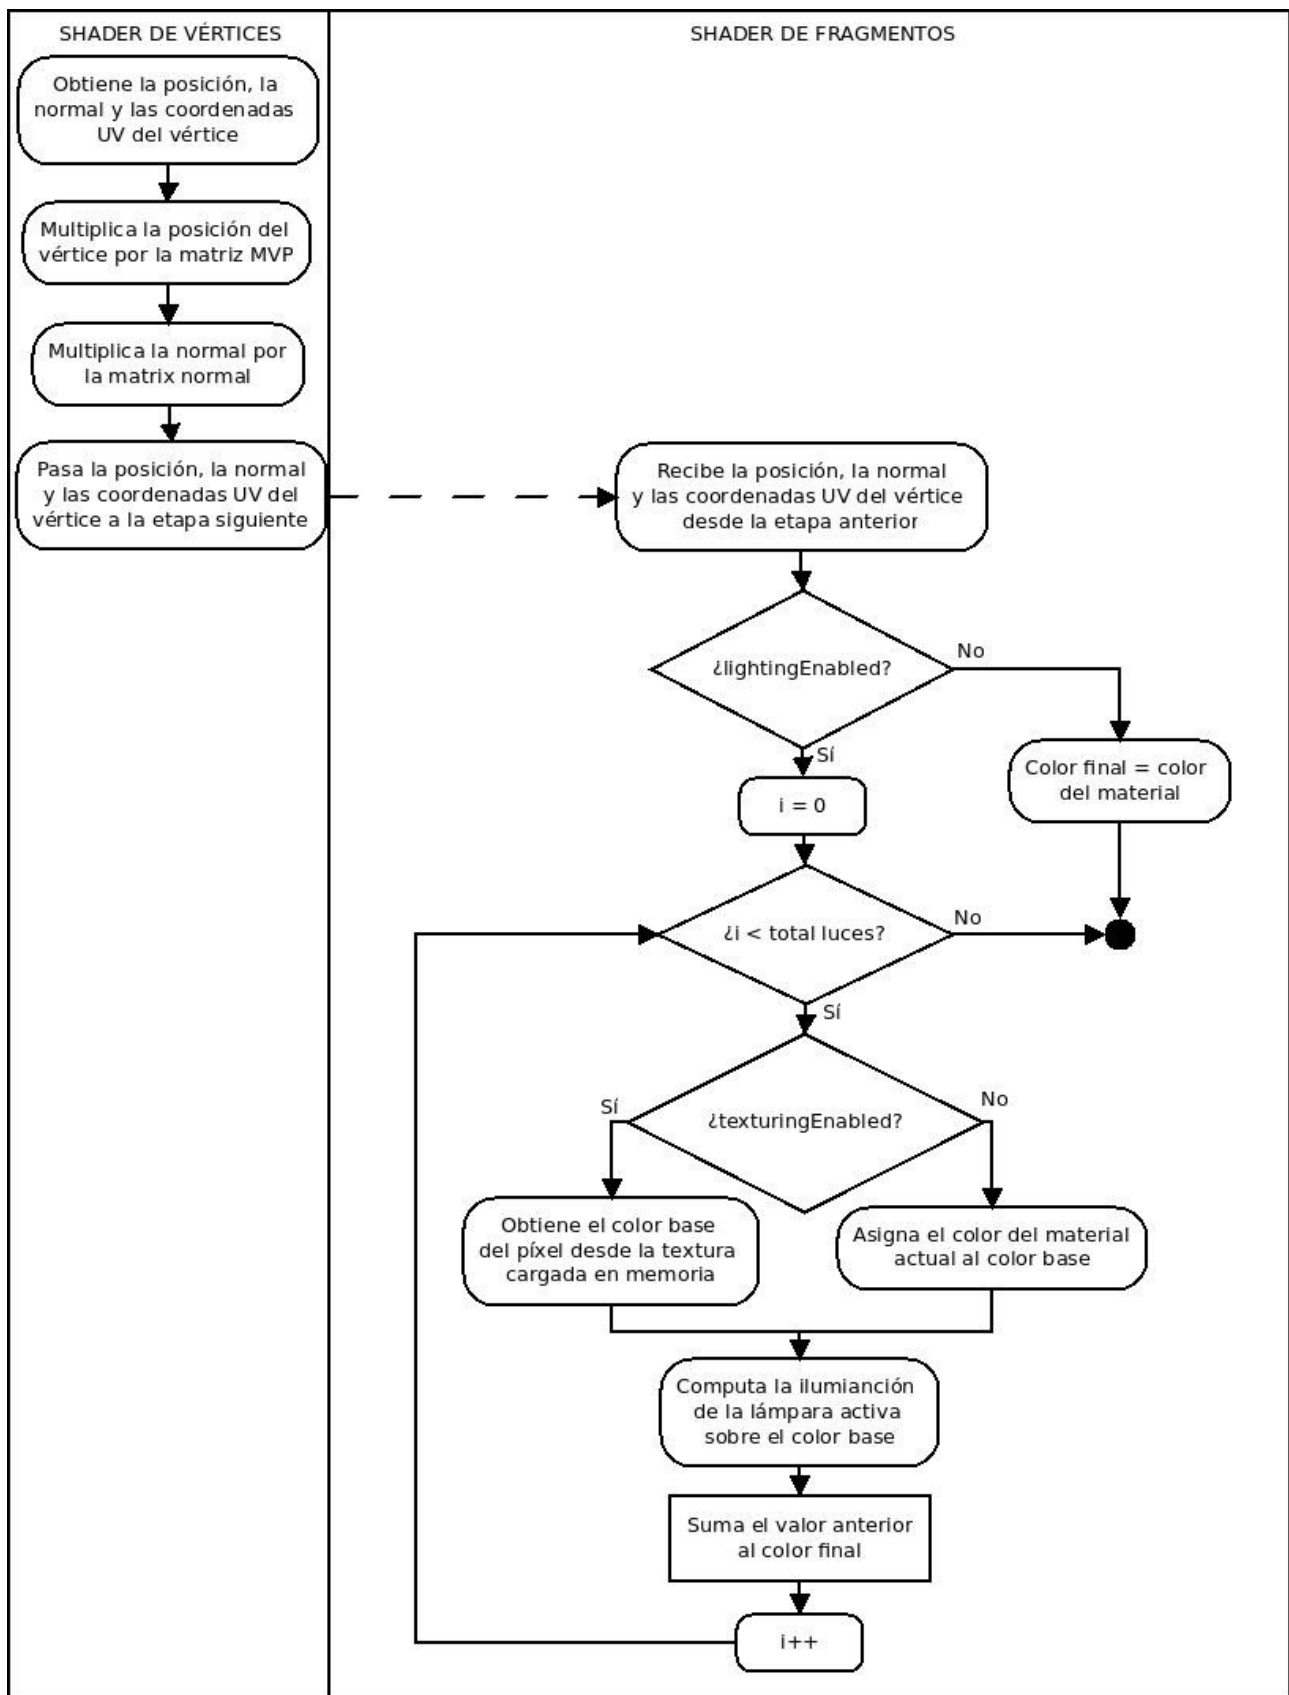 SHADER DE VÉRTICES
Obtiene la posición, la
normal y las coordenadas
UV del vértice
Multiplica la posición del
vértice por la matriz MVP
Multiplica la normal por
la matrix normal
Pasa la posición, la normal
y las coordenadas UV del
vértice a la etapa siguiente
SHADER DE FRAGMENTOS
Recibe la posición, la normal
y las coordenadas UV del vértice
desde la etapa anterior
¿lightingEnabled?
No
Sí
Color final = color
del material
i = 0
¿i < total luces?
No
Sí
¿texturingEnabled?
Sí
No
Obtiene el color base
del píxel desde la textura
cargada en memoria
Asigna el color del material
actual al color base
Computa la ilumianción
de la lámpara activa
sobre el color base
Suma el valor anterior
al color final
i++